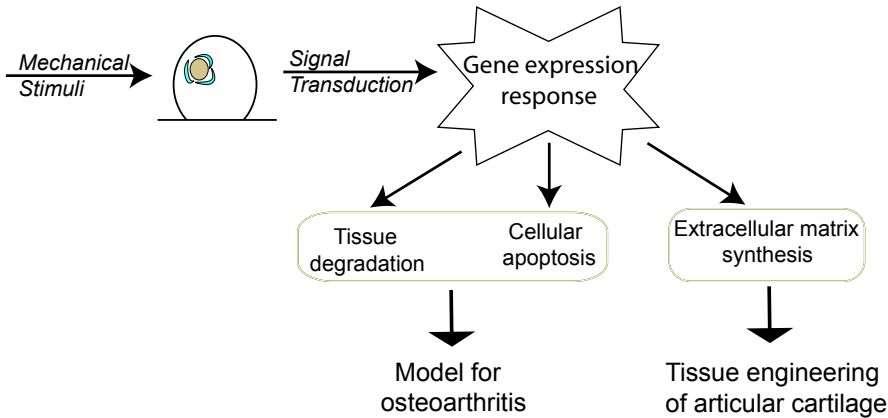 Mechanical
Stimuli
Signal
Transduction
Gene expression
response
Tissue
degradation
Cellular
apoptosis
Extracellular matrix
synthesis
Model for
osteoarthritis
Tissue engineering
of articular cartilage